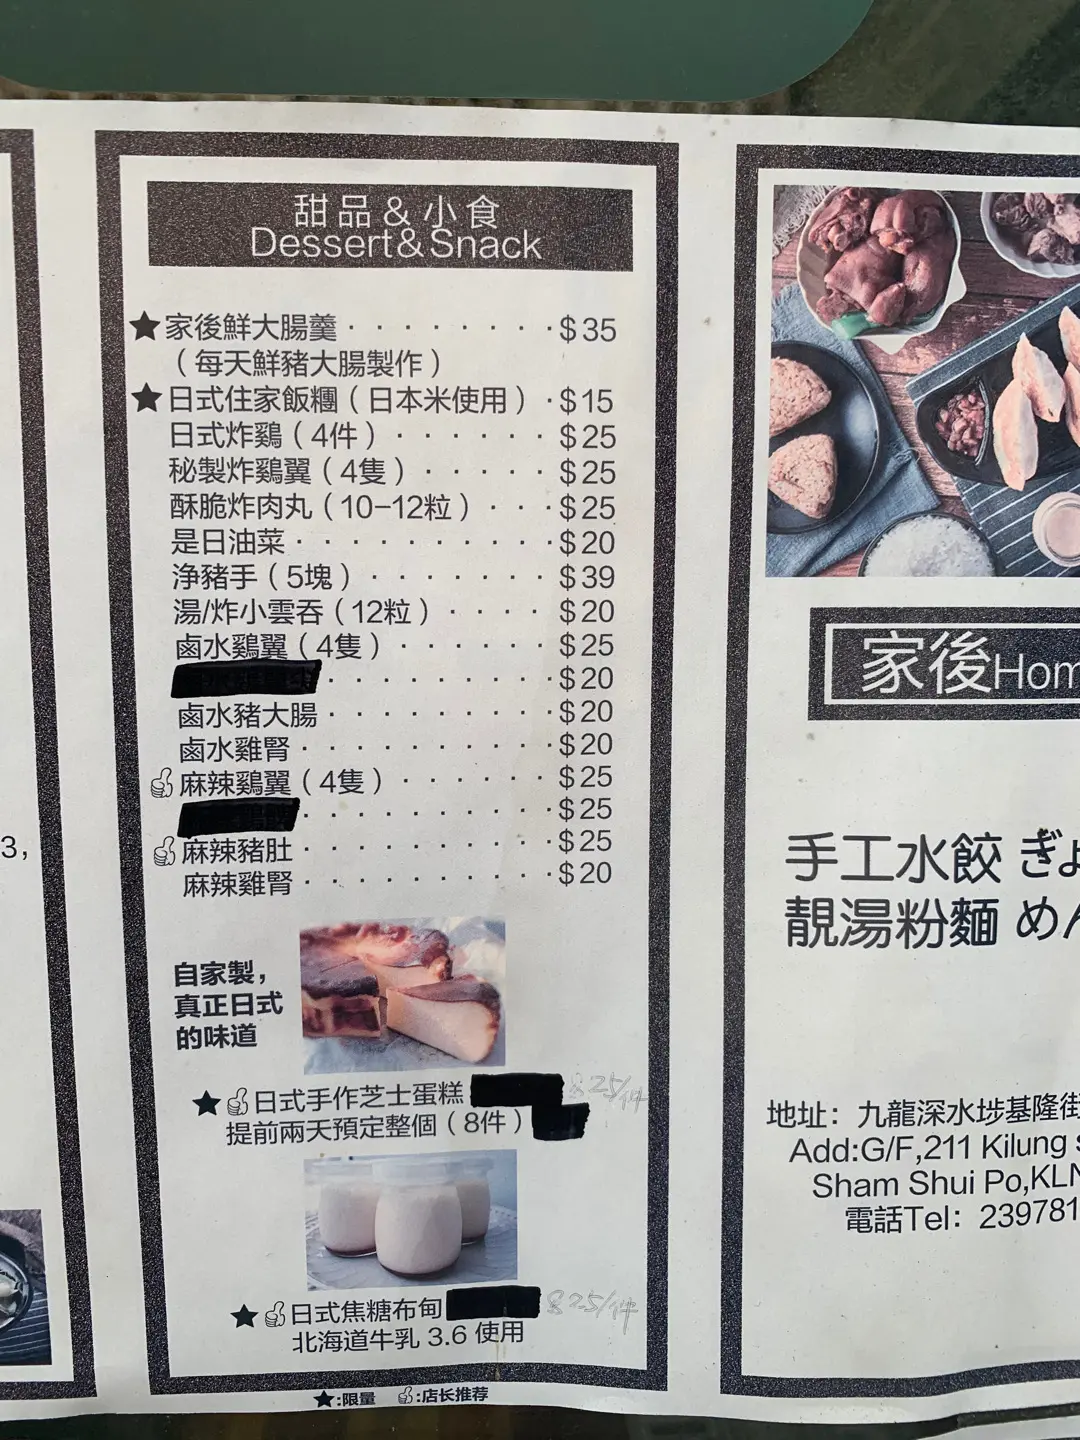 甜品&小食
Dessert&Snack
★家後鮮大腸羹 · · · · · · · · $35
（每天鮮豬大腸製作）
★日式住家飯糰（日本米使用）· $15
日式炸鷄（4件）· · · · · · $25
秘製炸鷄翼（4隻）· · · · · $25
酥脆炸肉丸（10-12粒）· · · $25
是日油菜 · · · · · · · · · · $20
淨豬手（5塊）· · · · · · · $39
湯/炸小雲吞（12粒）· · · · $20
鹵水鷄翼（4隻）· · · · · · $25
· · · · · · · · · $20
鹵水豬大腸 · · · · · · · · · $20
鹵水雞腎 · · · · · · · · · · $20
麻辣鷄翼（4隻）· · · · · · $25
· · · · · · · · · · $25
麻辣豬肚 · · · · · · · · · · $25
麻辣雞腎 · · · · · · · · · · $20
自家製，
真正日式
的味道
★日式手作芝士蛋糕 $25/件
提前兩天預定整個（8件）
★日式焦糖布甸 $25/件
北海道牛乳 3.6 使用
★:限量 :店长推荐
3,
家後Hom
手工水餃 ぎょ
靚湯粉麵 めん
地址：九龍深水埗基隆街
Add:G/F,211 Kilung s
Sham Shui Po,KLN
電話Tel：239781